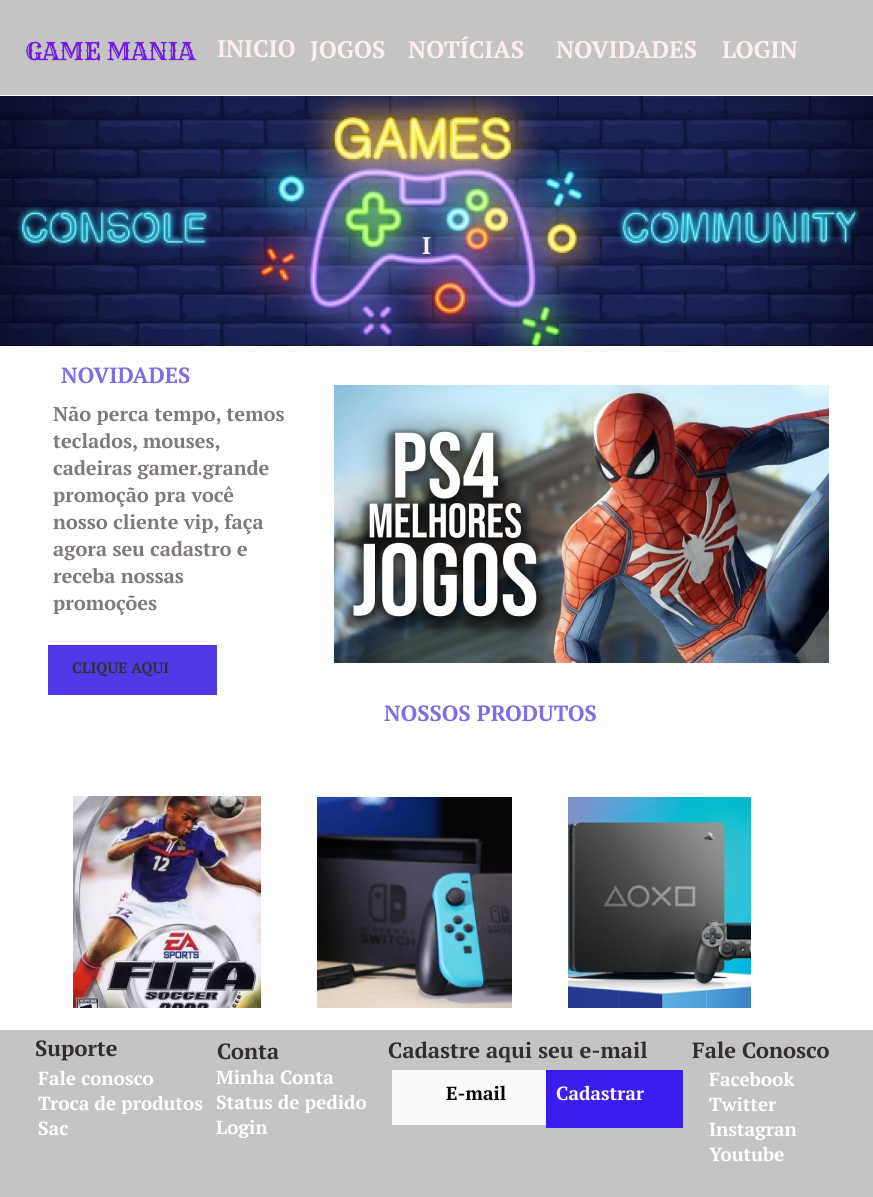 GAME MANIA INICIO JOGOS NOTÍCIAS NOVIDADES LOGIN
GAMES
CONSOLE
COMMUNITY
I
NOVIDADES
Não perca tempo, temos
teclados, mouses,
cadeiras gamer.grande
promoção pra você
nosso cliente vip, faça
agora seu cadastro e
receba nossas
promoções
CLIQUE AQUI
PS4
MELHORES
JOGOS
NOSSOS PRODUTOS
12
12
EA
SPORTS
FIFA
SOCCER
NINTENDO
SWITCH
Suporte
Fale conosco
Troca de produtos
Sac
Conta
Minha Conta
Status de pedido
Login
Cadastre aqui seu e-mail
E-mail
Cadastrar
Fale Conosco
Facebook
Twitter
Instagran
Youtube